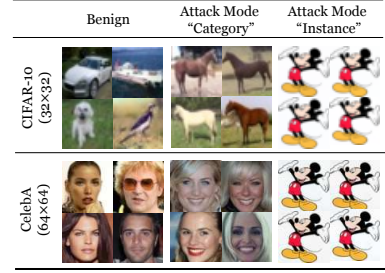 Benign
Attack Mode
"Category"
Attack Mode
"Instance"
CIFAR-10
(32×32)
CelebA
(64×64)